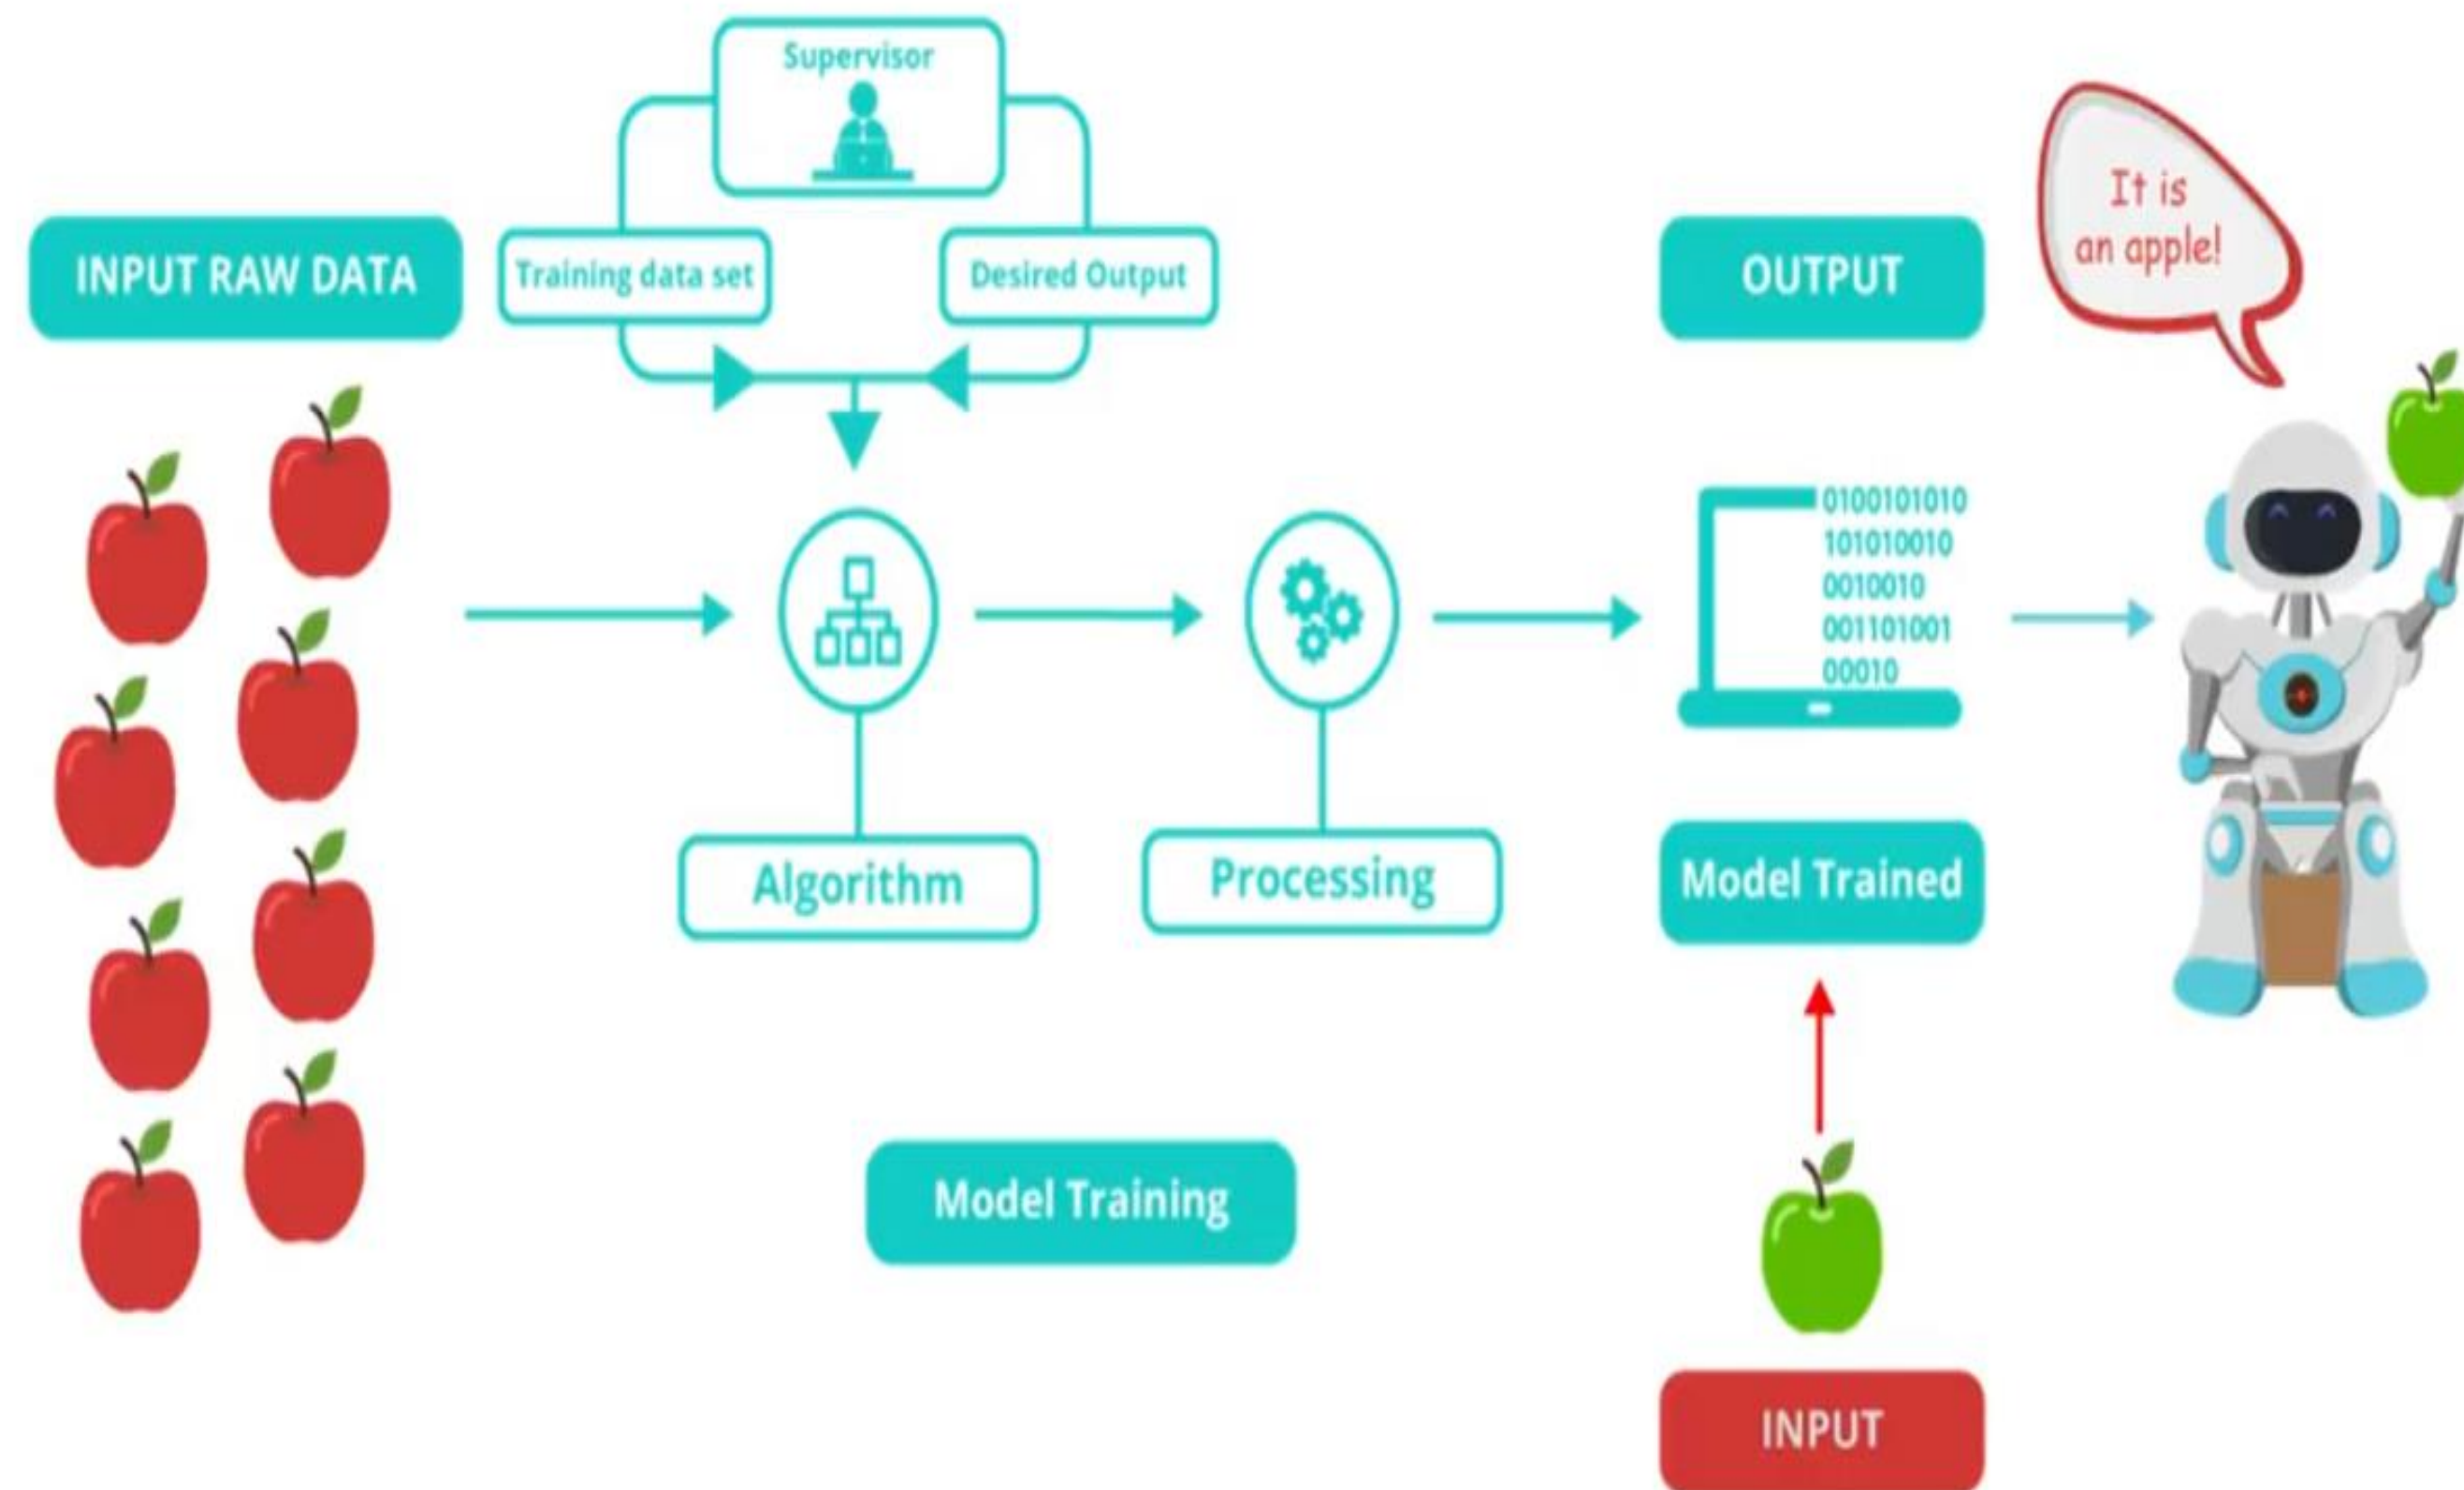 Supervisor
INPUT RAW DATA
Training data set
Desired Output
OUTPUT
It is
an apple!
0100101010
101010010
0010010
001101001
00010
Algorithm
Processing
Model Trained
Model Training
INPUT